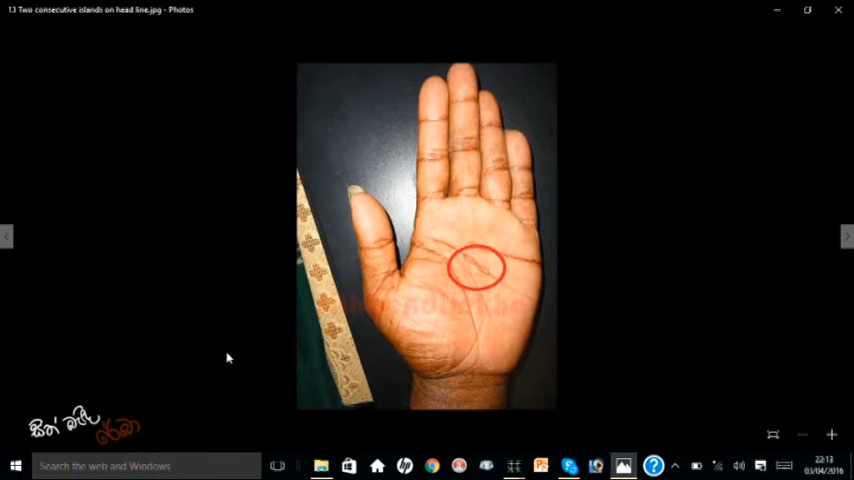 13 Two consecutive islands on head line.jpg - Photos
සිත් බැඳි
රේඛා
Search the web and Windows
22:13
03/04/2016